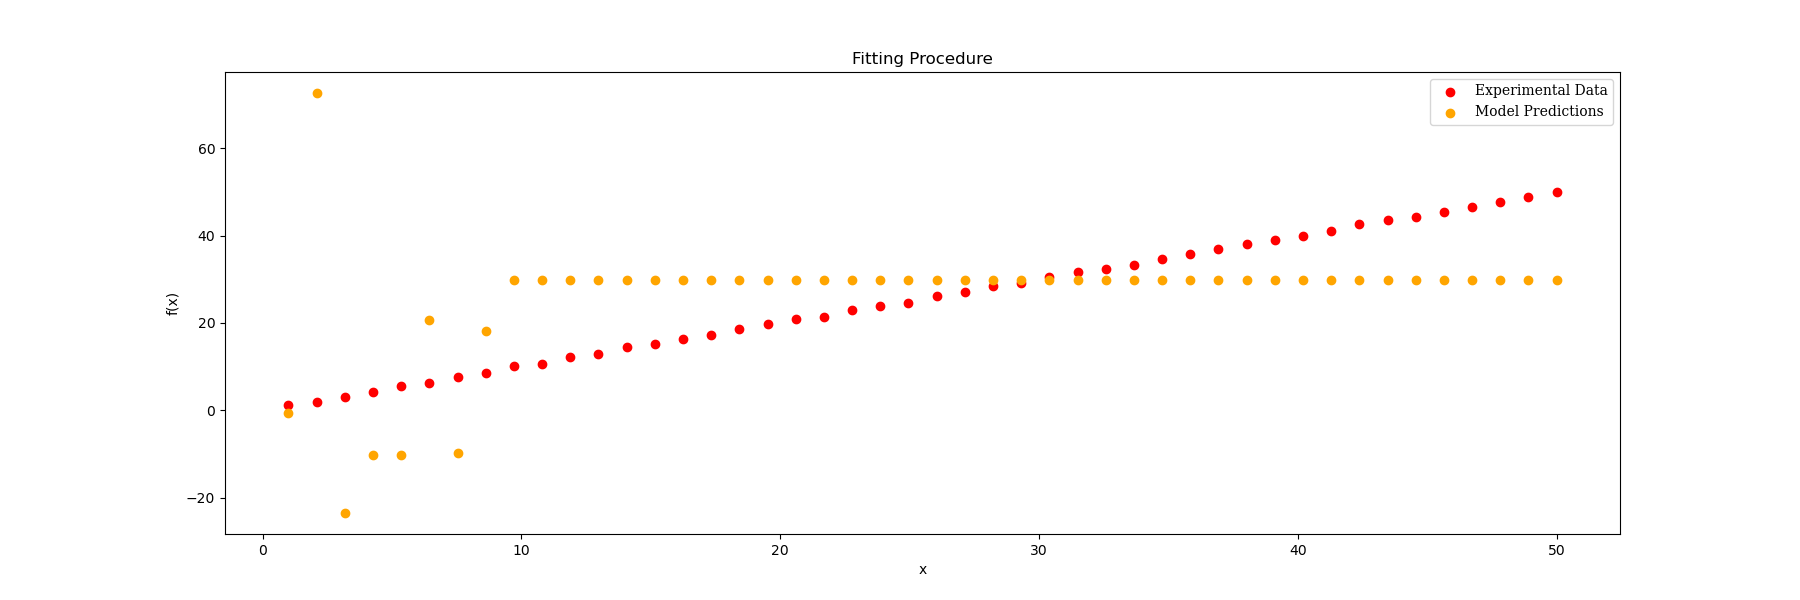 Fitting Procedure
Experimental Data
Model Predictions
f(x)
60
40
20
0
−20
0 10 20 30 40 50
x